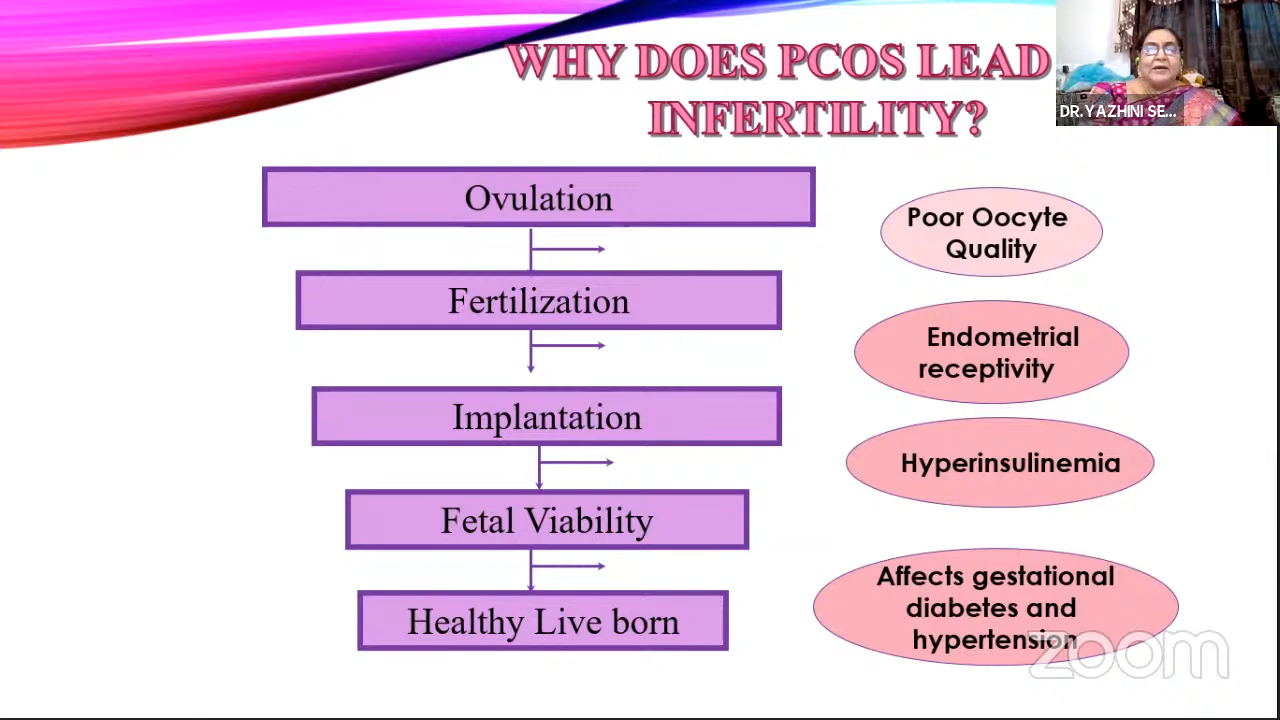 WHY DOES PCOS LEAD
INFERTILITY?
DR.YAZHINI SE...
Ovulation
Fertilization
Implantation
Fetal Viability
Healthy Live born
Poor Oocyte
Quality
Endometrial
receptivity
Hyperinsulinemia
Affects gestational
diabetes and
hypertension
zoom